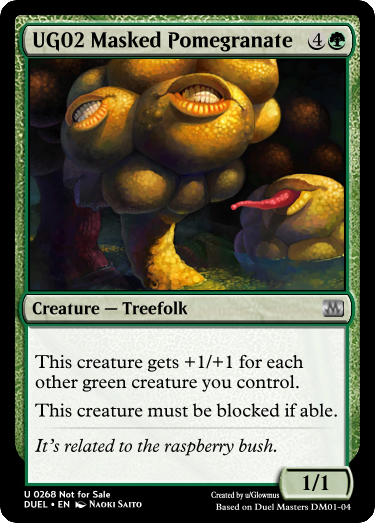 UG02 Masked Pomegranate 4
Creature — Treefolk
This creature gets +1/+1 for each
other green creature you control.
This creature must be blocked if able.
It's related to the raspberry bush.
1/1
U 0268 Not for Sale
DUEL • EN Naoki Saito
Created by u/Glowmus
Based on Duel Masters DM01-04